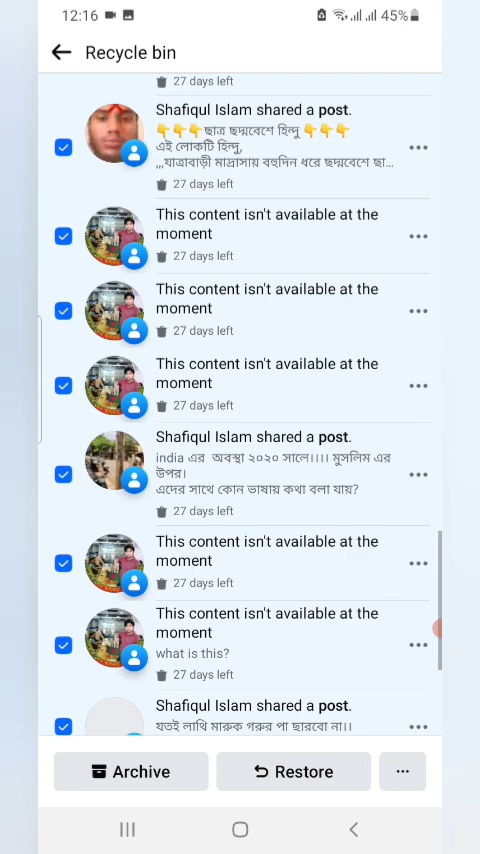 12:16
45%
Recycle bin
27 days left
Shafiqul Islam shared a post.
👇👇👇ছাত্র ছদ্মবেশে হিন্দু 👇👇👇
এই লোকটি হিন্দু,
,,,যাত্রাবাড়ী মাদ্রাসায় বহুদিন ধরে ছদ্মবেশে ছা...
27 days left
This content isn't available at the
moment
27 days left
This content isn't available at the
moment
27 days left
This content isn't available at the
moment
27 days left
Shafiqul Islam shared a post.
india এর অবস্থা ২০২০ সালে।।।। মুসলিম এর
উপর।
এদের সাথে কোন ভাষায় কথা বলা যায়?
27 days left
This content isn't available at the
moment
27 days left
This content isn't available at the
moment
what is this?
27 days left
Shafiqul Islam shared a post.
যতই লাথি মারুক গরুর পা ছারবো না।।
Archive
Restore